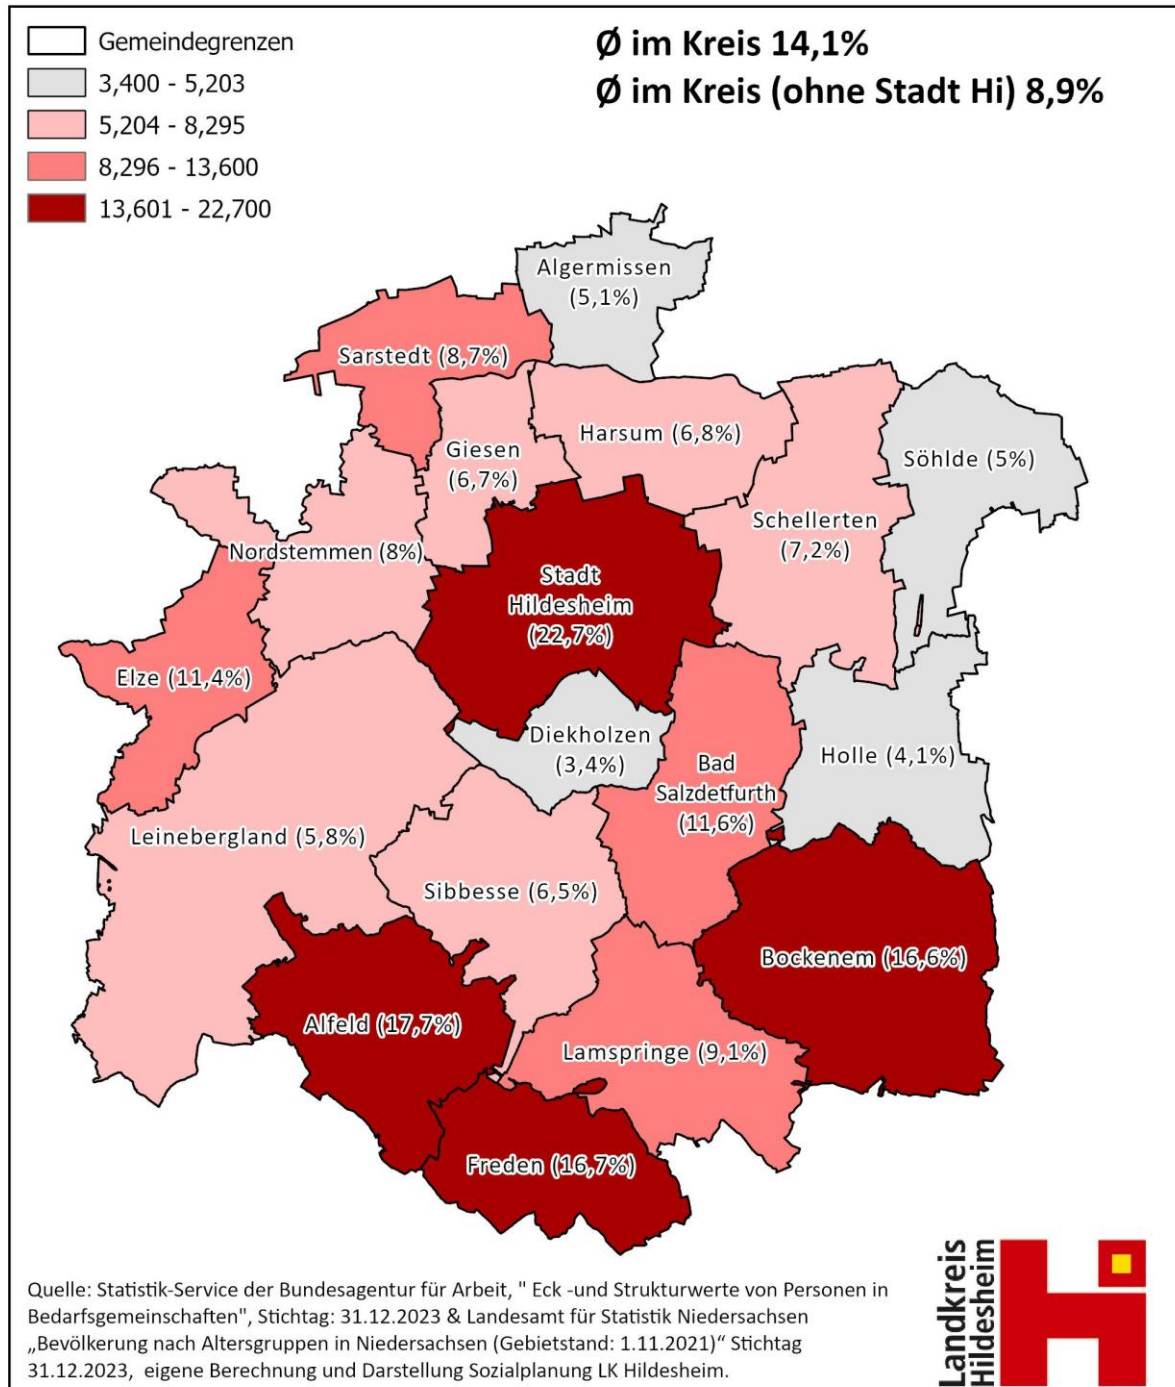 Gemeindegrenzen
3,400 - 5,203
5,204 - 8,295
8,296 - 13,600
13,601 - 22,700
Ø im Kreis 14,1%
Ø im Kreis (ohne Stadt Hi) 8,9%
Algermissen
(5,1%)
Sarstedt (8,7%)
Giesen
(6,7%)
Harsum (6,8%)
Söhlde (5%)
Schellerten
(7,2%)
Nordstemmen (8%)
Stadt
Hildesheim
(22,7%)
Elze (11,4%)
Diekholzen
(3,4%)
Bad
Salzdetfurth
(11,6%)
Holle (4,1%)
Leinebergland (5,8%)
Sibbesse (6,5%)
Bockenem (16,6%)
Alfeld (17,7%)
Lamspringe (9,1%)
Freden (16,7%)
Quelle: Statistik-Service der Bundesagentur für Arbeit, " Eck -und Strukturwerte von Personen in
Bedarfsgemeinschaften", Stichtag: 31.12.2023 & Landesamt für Statistik Niedersachsen
„Bevölkerung nach Altersgruppen in Niedersachsen (Gebietstand: 1.11.2021)“ Stichtag
31.12.2023, eigene Berechnung und Darstellung Sozialplanung LK Hildesheim.
Landkreis
Hildesheim